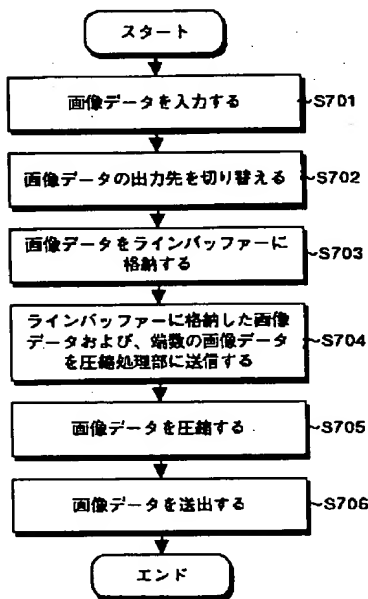 スタート
画像データを入力する
S701
画像データの出力先を切り替える
S702
画像データをラインバッファーに
格納する
S703
ラインバッファーに格納した画像
データおよび、端数の画像データ
を圧縮処理部に送信する
S704
画像データを圧縮する
S705
画像データを送出する
S706
エンド